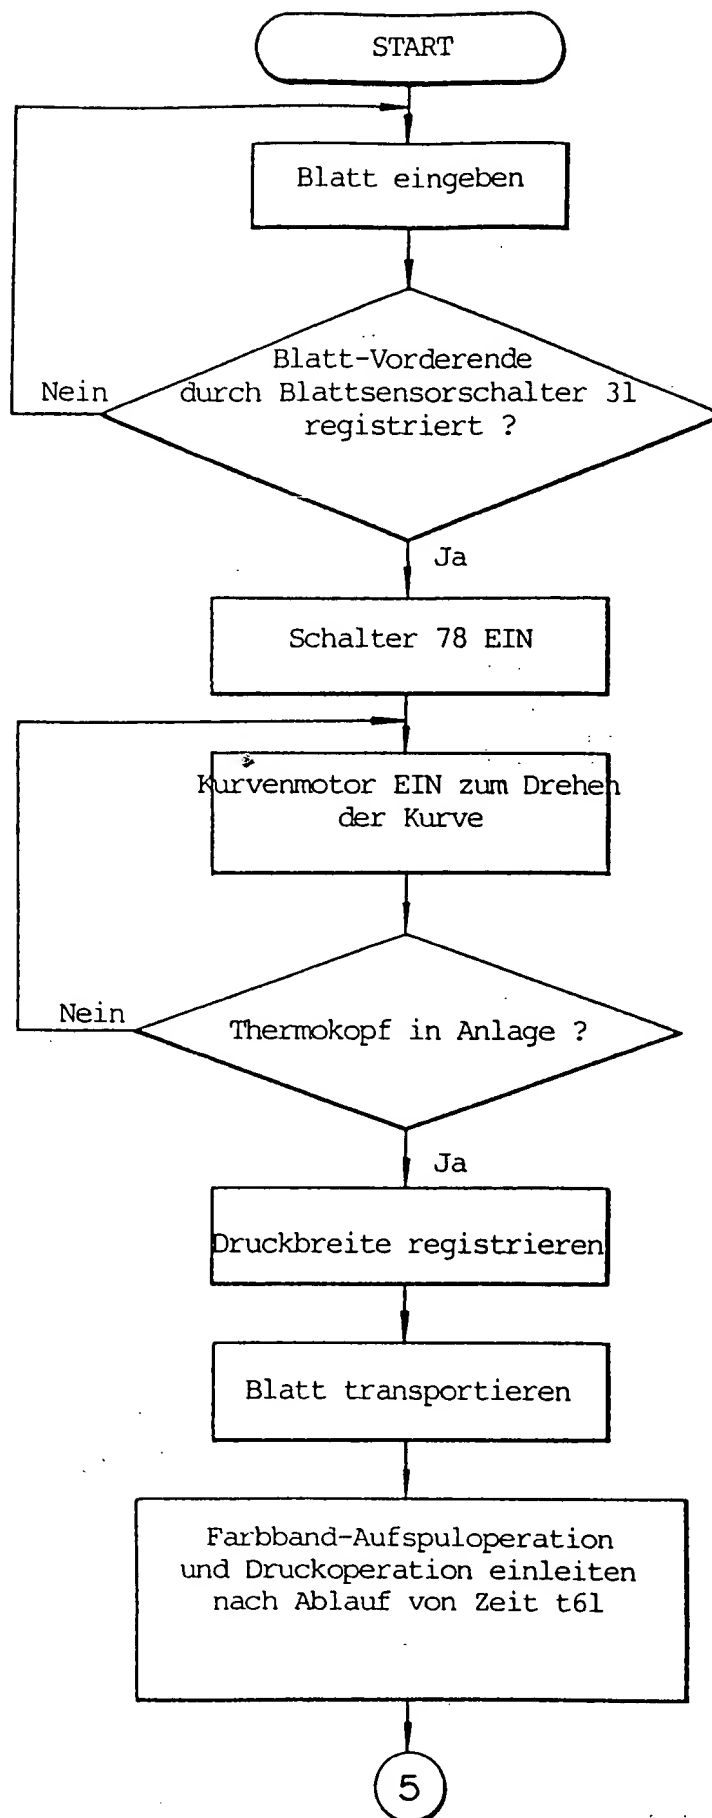 START
Blatt eingeben
Blatt-Vorderende
Nein
durch Blattsensorschalter 31
registriert ?
Ja
Schalter 78 EIN
Kurvenmotor EIN zum Drehen
der Kurve
Nein
Thermokopf in Anlage ?
Ja
Druckbreite registrieren
Blatt transportieren
Farbband-Aufspuloperation
und Druckoperation einleiten
nach Ablauf von Zeit t61
5